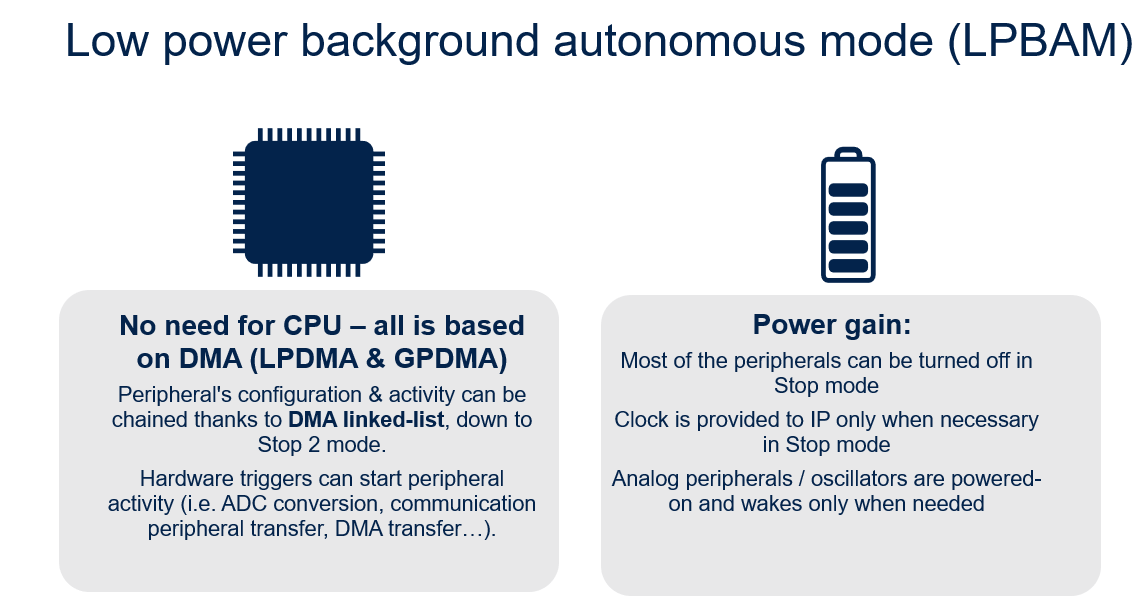 Low power background autonomous mode (LPBAM)
No need for CPU – all is based
on DMA (LPDMA & GPDMA)
Peripheral's configuration & activity can be
chained thanks to DMA linked-list, down to
Stop 2 mode.
Hardware triggers can start peripheral
activity (i.e. ADC conversion, communication
peripheral transfer, DMA transfer…).
Power gain:
Most of the peripherals can be turned off in
Stop mode
Clock is provided to IP only when necessary
in Stop mode
Analog peripherals / oscillators are powered-
on and wakes only when needed